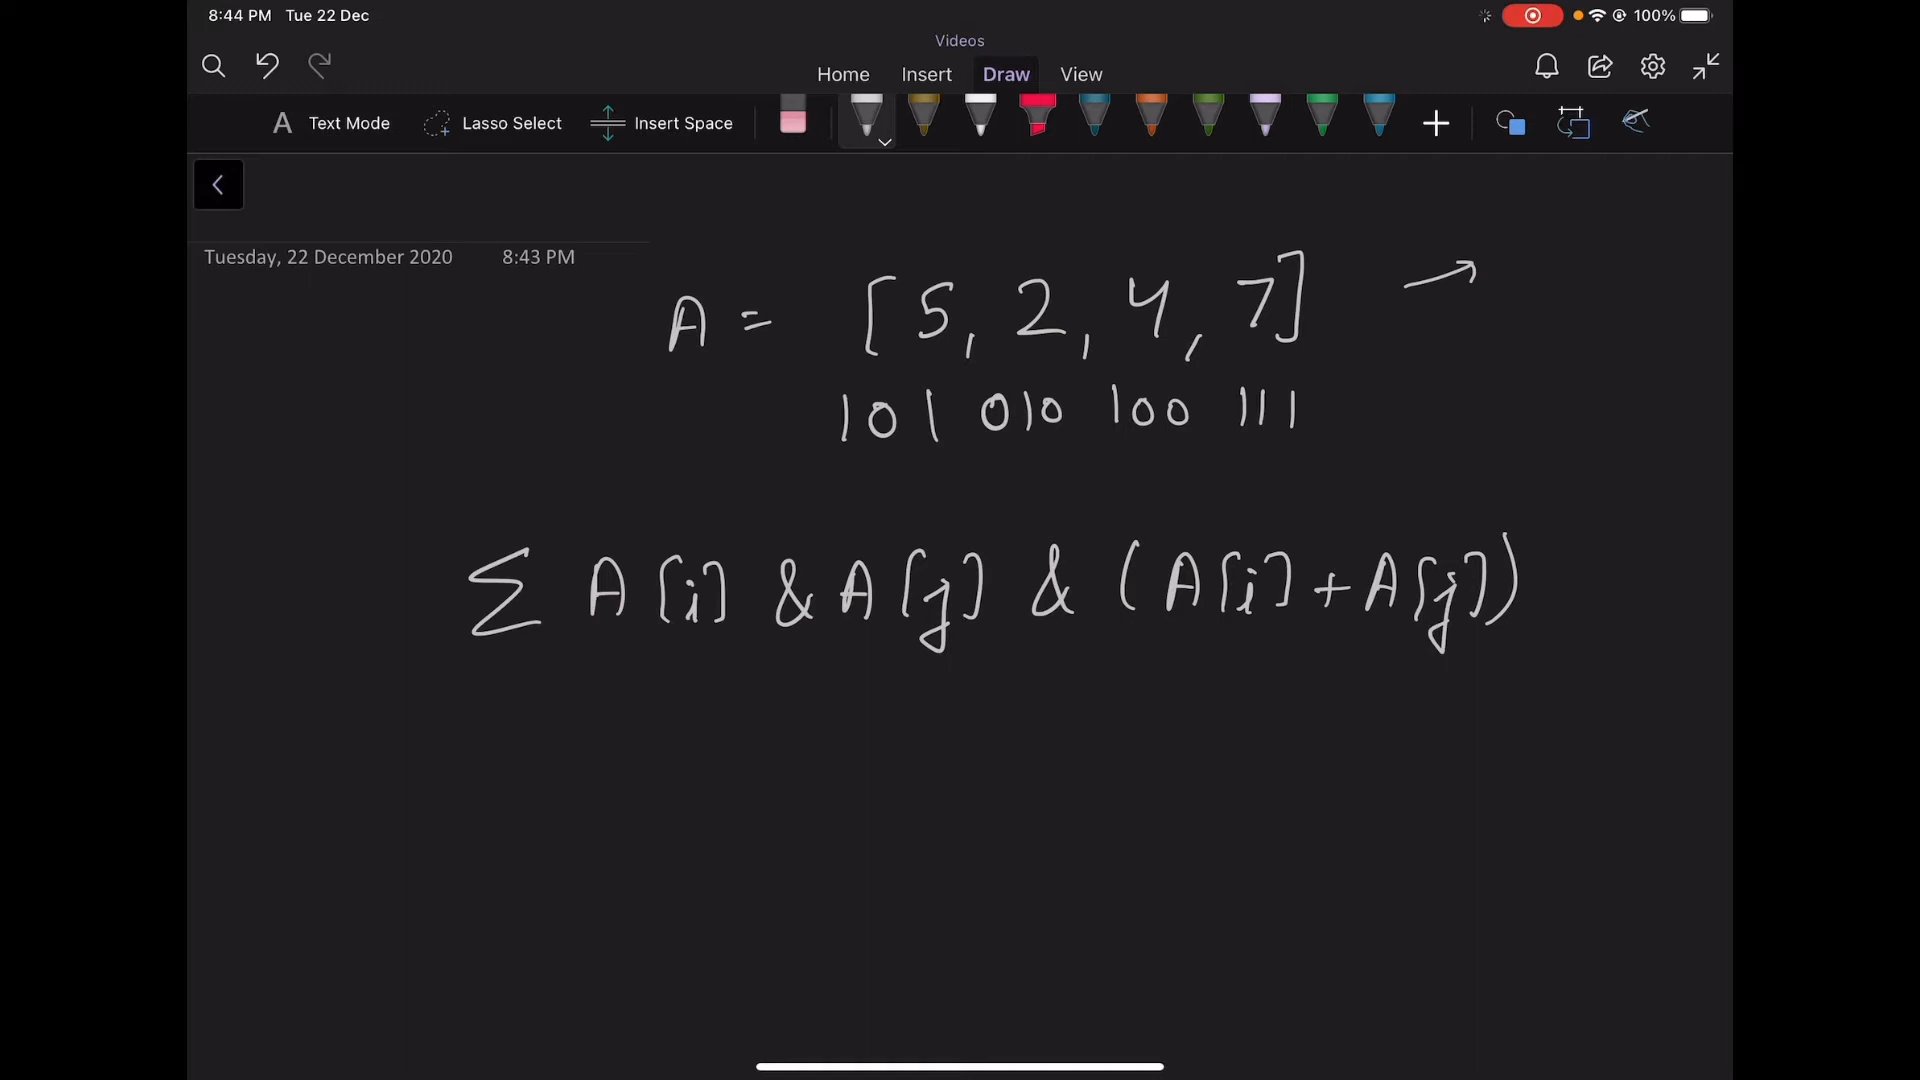 8:44 PM Tue 22 Dec 100%
Videos
Home Insert Draw View
A Text Mode Lasso Select Insert Space
Tuesday, 22 December 2020 8:43 PM
A = [5, 2, 4, 7] →
101 010 100 111
∑ A[i] & A[j] & (A[i] + A[j])